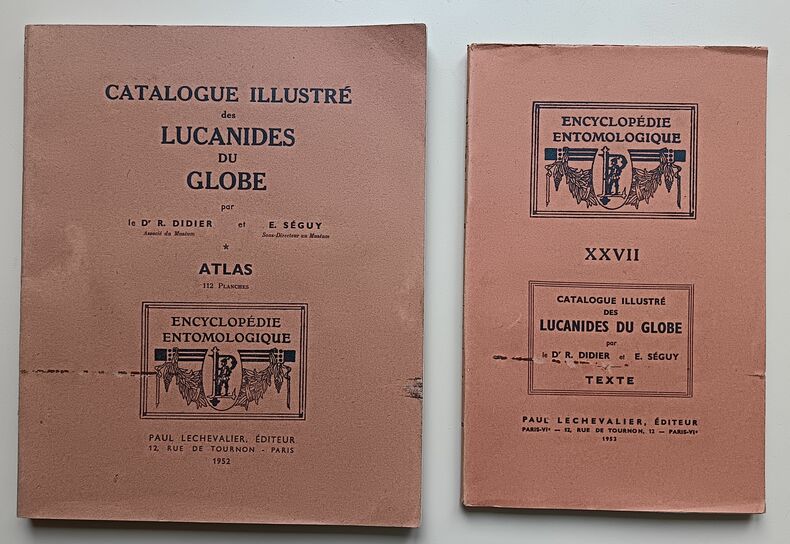 CATALOGUE ILLUSTRÉ
des
LUCANIDES
DU
GLOBE
par
le Dr R. DIDIER et E. SÉGUY
Associé du Muséum Sous-Directeur au Muséum
*
ATLAS
112 PLANCHES
ENCYCLOPÉDIE
ENTOMOLOGIQUE
PAUL LECHEVALIER, ÉDITEUR
12, RUE DE TOURNON - PARIS
1952
ENCYCLOPÉDIE
ENTOMOLOGIQUE
XXVII
CATALOGUE ILLUSTRÉ
DES
LUCANIDES DU GLOBE
par
le Dr R. DIDIER et E. SÉGUY
TEXTE
PAUL LECHEVALIER, ÉDITEUR
PARIS-VIe — 12, RUE DE TOURNON, 12 — PARIS-VIe
1952